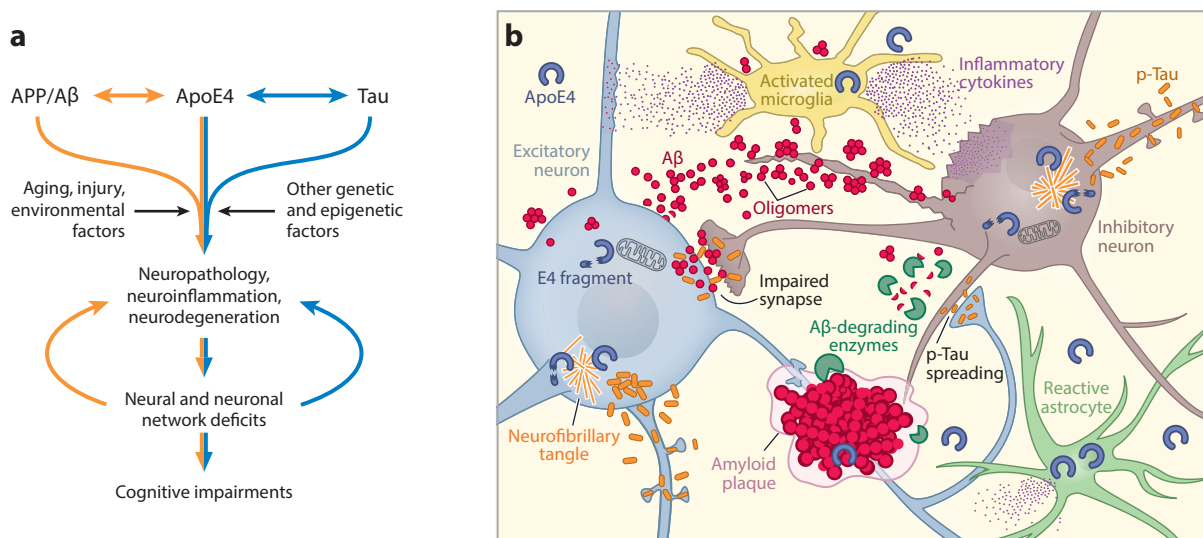 a
APP/Aβ
ApoE4
Tau
Aging, injury,
environmental
factors
Other genetic
and epigenetic
factors
Neuropathology,
neuroinflammation,
neurodegeneration
Neural and neuronal
network deficits
Cognitive impairments
b
ApoE4
Activated
microglia
Inflammatory
cytokines
p-Tau
Excitatory
neuron
Aβ
Oligomers
Inhibitory
neuron
E4 fragment
Impaired
synapse
Aβ-degrading
enzymes
p-Tau
spreading
Reactive
astrocyte
Neurofibrillary
tangle
Amyloid
plaque